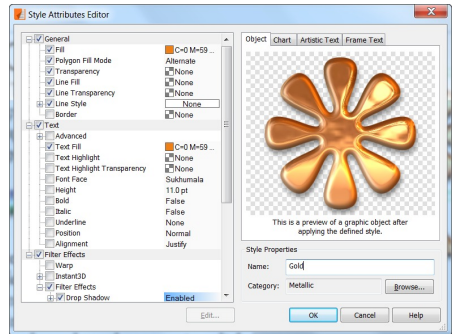 Style Attributes Editor
General
Fill C=0 M=59 ...
Polygon Fill Mode Alternate
Transparency None
Line Fill None
Line Transparency None
Line Style None
Border None
Text
Advanced
Text Fill C=0 M=59 ...
Text Highlight None
Text Highlight Transparency None
Font Face Sukhumala
Height 11.0 pt
Bold False
Italic False
Underline None
Position Normal
Alignment Justify
Filter Effects
Warp
Instant3D
Filter Effects
Drop Shadow Enabled
Edit...
Object Chart Artistic Text Frame Text
This is a preview of a graphic object after
applying the defined style.
Style Properties
Name: Gold
Category: Metallic Browse...
OK Cancel Help